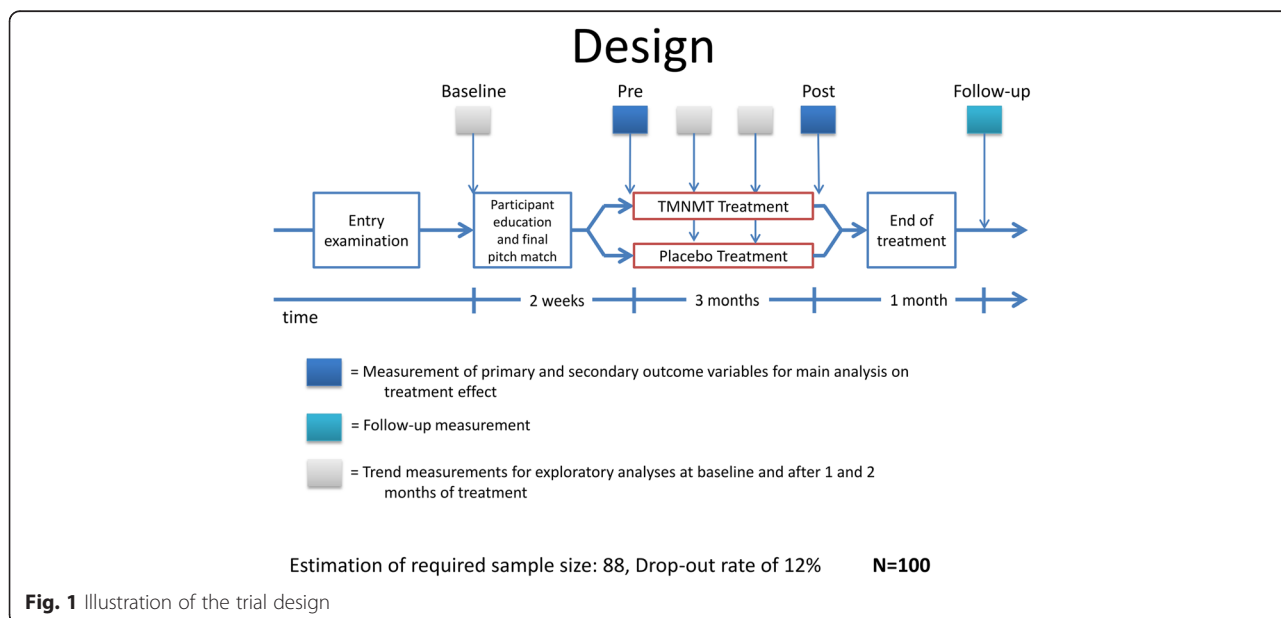 Design
Baseline
Pre
Post
Follow-up
Entry
examination
Participant
education
and final
pitch match
TMNMT Treatment
Placebo Treatment
End of
treatment
2 weeks
3 months
1 month
time
= Measurement of primary and secondary outcome variables for main analysis on
treatment effect
= Follow-up measurement
= Trend measurements for exploratory analyses at baseline and after 1 and 2
months of treatment
Estimation of required sample size: 88, Drop-out rate of 12% N=100
Fig. 1 Illustration of the trial design